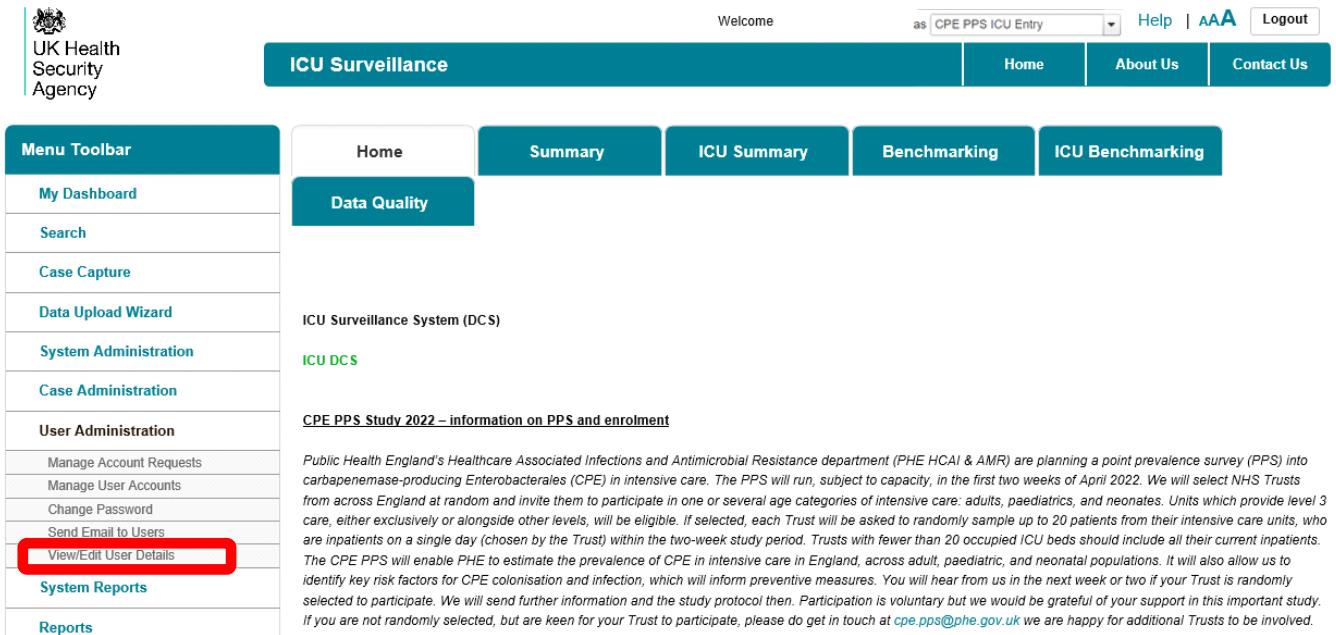 Welcome
as CPE PPS ICU Entry
Help | AAA
Logout
UK Health
Security
Agency
ICU Surveillance
Home
About Us
Contact Us
Menu Toolbar
My Dashboard
Search
Case Capture
Data Upload Wizard
System Administration
Case Administration
User Administration
Manage Account Requests
Manage User Accounts
Change Password
Send Email to Users
View/Edit User Details
System Reports
Reports
Home
Summary
ICU Summary
Benchmarking
ICU Benchmarking
Data Quality
ICU Surveillance System (DCS)
ICU DCS
CPE PPS Study 2022 – information on PPS and enrolment
Public Health England's Healthcare Associated Infections and Antimicrobial Resistance department (PHE HCAI & AMR) are planning a point prevalence survey (PPS) into
carbapenemase-producing Enterobacterales (CPE) in intensive care. The PPS will run, subject to capacity, in the first two weeks of April 2022. We will select NHS Trusts
from across England at random and invite them to participate in one or several age categories of intensive care: adults, paediatrics, and neonates. Units which provide level 3
care, either exclusively or alongside other levels, will be eligible. If selected, each Trust will be asked to randomly sample up to 20 patients from their intensive care units, who
are inpatients on a single day (chosen by the Trust) within the two-week study period. Trusts with fewer than 20 occupied ICU beds should include all their current inpatients.
The CPE PPS will enable PHE to estimate the prevalence of CPE in intensive care in England, across adult, paediatric, and neonatal populations. It will also allow us to
identify key risk factors for CPE colonisation and infection, which will inform preventive measures. You will hear from us in the next week or two if your Trust is randomly
selected to participate. We will send further information and the study protocol then. Participation is voluntary but we would be grateful of your support in this important study.
If you are not randomly selected, but are keen for your Trust to participate, please do get in touch at cpe.pps@phe.gov.uk we are happy for additional Trusts to be involved.